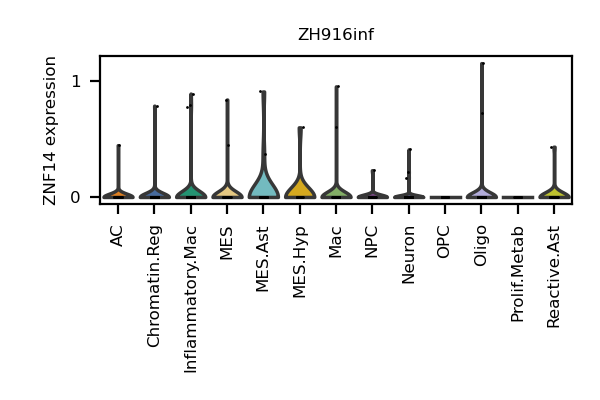 ZH916inf
ZNF14 expression
1
0
AC
Chromatin.Reg
Inflammatory.Mac
MES
MES.Ast
MES.Hyp
Mac
NPC
Neuron
OPC
Oligo
Prolif.Metab
Reactive.Ast